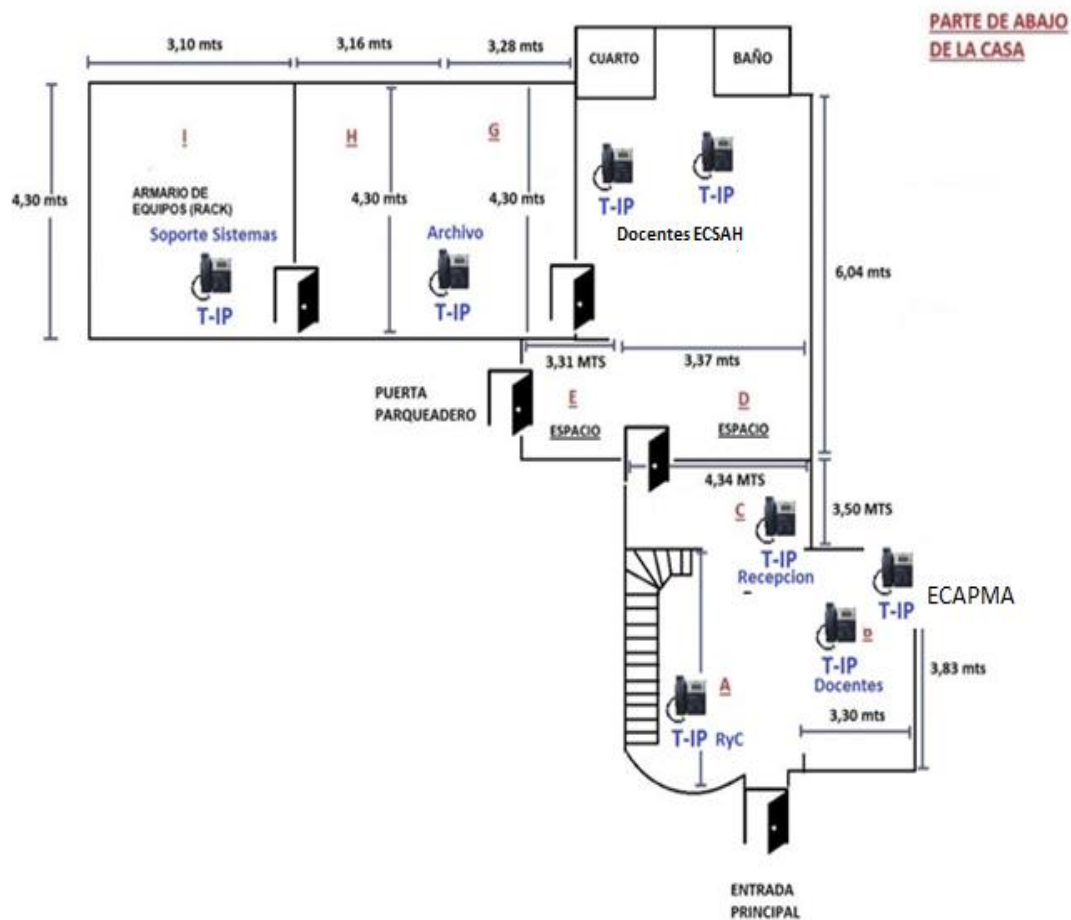 PARTE DE ABAJO
DE LA CASA
3,10 mts
3,16 mts
3,28 mts
CUARTO
BAÑO
I
H
G
4,30 mts
ARMARIO DE
EQUIPOS (RACK)
4,30 mts
4,30 mts
Soporte Sistemas
Archivo
T-IP
T-IP
Docentes ECSAH
T-IP
T-IP
6,04 mts
3,31 MTS
3,37 mts
PUERTA
PARQUEADERO
E
D
ESPACIO
ESPACIO
4,34 MTS
C
3,50 MTS
T-IP
Recepcion
T-IP
ECAPMA
B
T-IP
Docentes
3,83 mts
A
3,30 mts
T-IP RyC
ENTRADA
PRINCIPAL